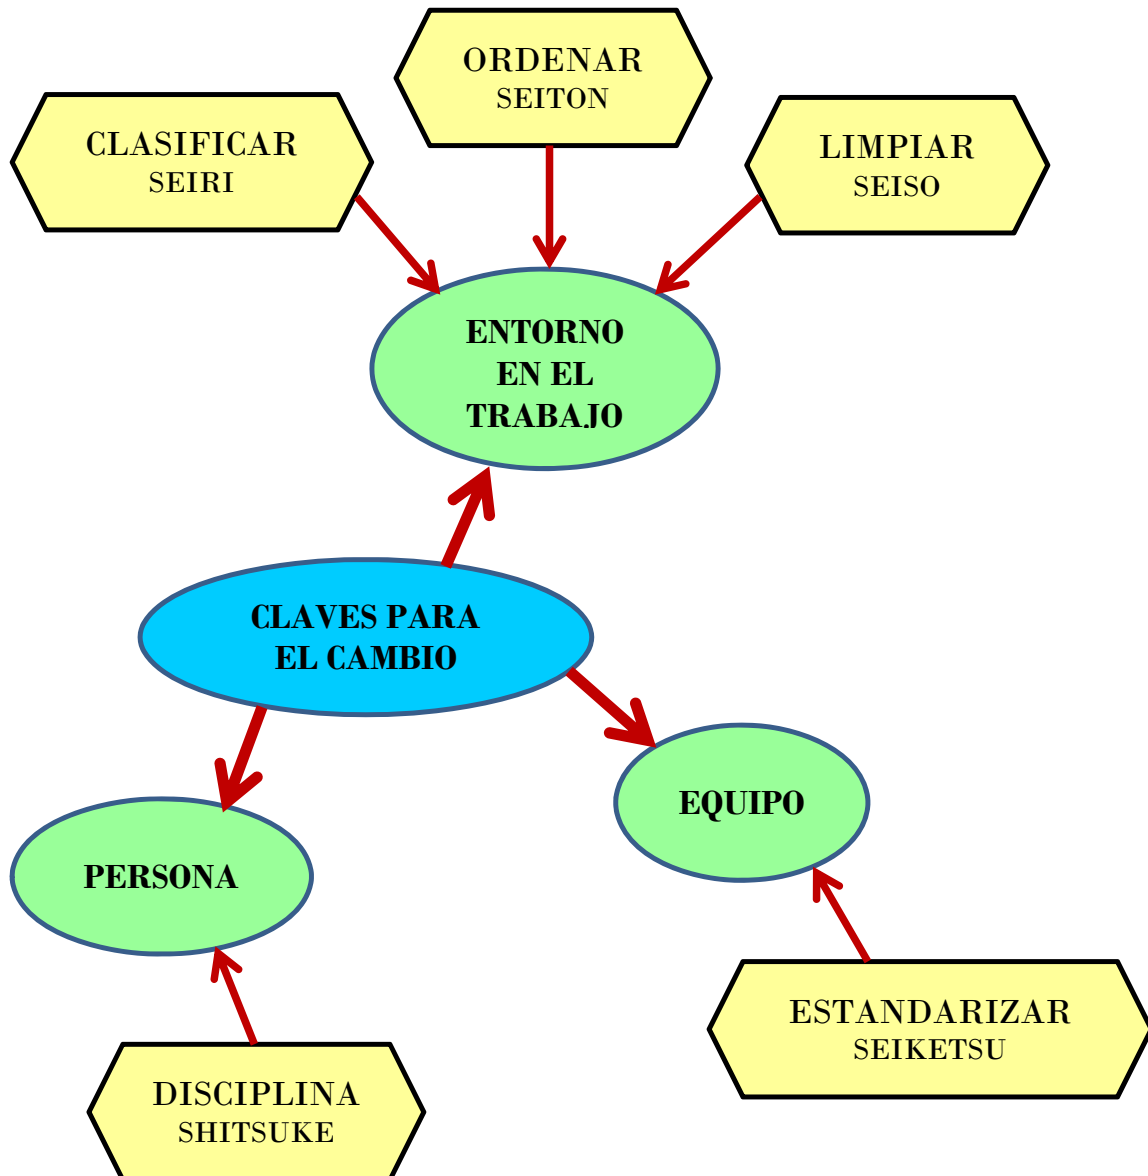 ORDENAR
SEITON
CLASIFICAR
SEIRI
LIMPIAR
SEISO
ENTORNO
EN EL
TRABAJO
CLAVES PARA
EL CAMBIO
EQUIPO
PERSONA
ESTANDARIZAR
SEIKETSU
DISCIPLINA
SHITSUKE